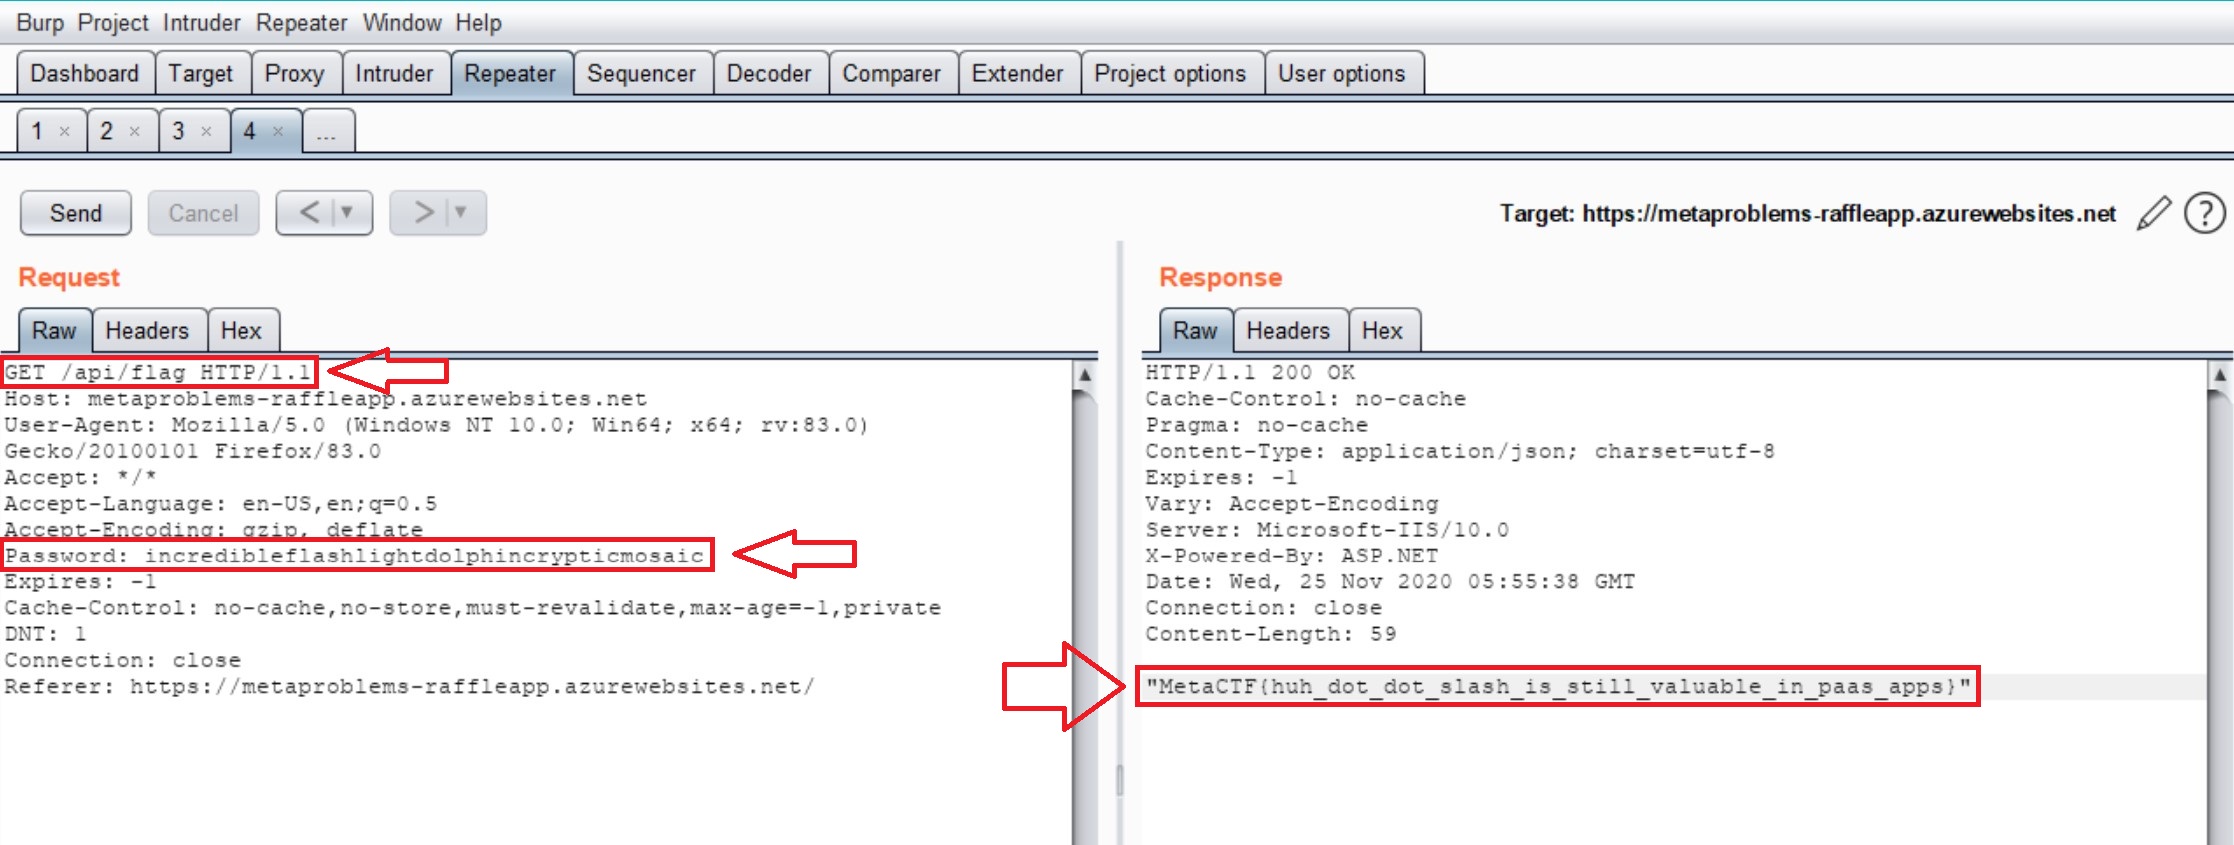 Burp Project Intruder Repeater Window Help
Dashboard Target Proxy Intruder Repeater Sequencer Decoder Comparer Extender Project options User options
1 × 2 × 3 × 4 × ...
Send Cancel < > Target: https://metaproblems-raffleapp.azurewebsites.net ?
Request
Raw Headers Hex
GET /api/flag HTTP/1.1
Host: metaproblems-raffleapp.azurewebsites.net
User-Agent: Mozilla/5.0 (Windows NT 10.0; Win64; x64; rv:83.0)
Gecko/20100101 Firefox/83.0
Accept: */*
Accept-Language: en-US,en;q=0.5
Accept-Encoding: gzip, deflate
Password: incredibleflashlightdolphincrypticmosaic
Expires: -1
Cache-Control: no-cache,no-store,must-revalidate,max-age=-1,private
DNT: 1
Connection: close
Referer: https://metaproblems-raffleapp.azurewebsites.net/
Response
Raw Headers Hex
HTTP/1.1 200 OK
Cache-Control: no-cache
Pragma: no-cache
Content-Type: application/json; charset=utf-8
Expires: -1
Vary: Accept-Encoding
Server: Microsoft-IIS/10.0
X-Powered-By: ASP.NET
Date: Wed, 25 Nov 2020 05:55:38 GMT
Connection: close
Content-Length: 59
"MetaCTF{huh_dot_dot_slash_is_still_valuable_in_paas_apps}"